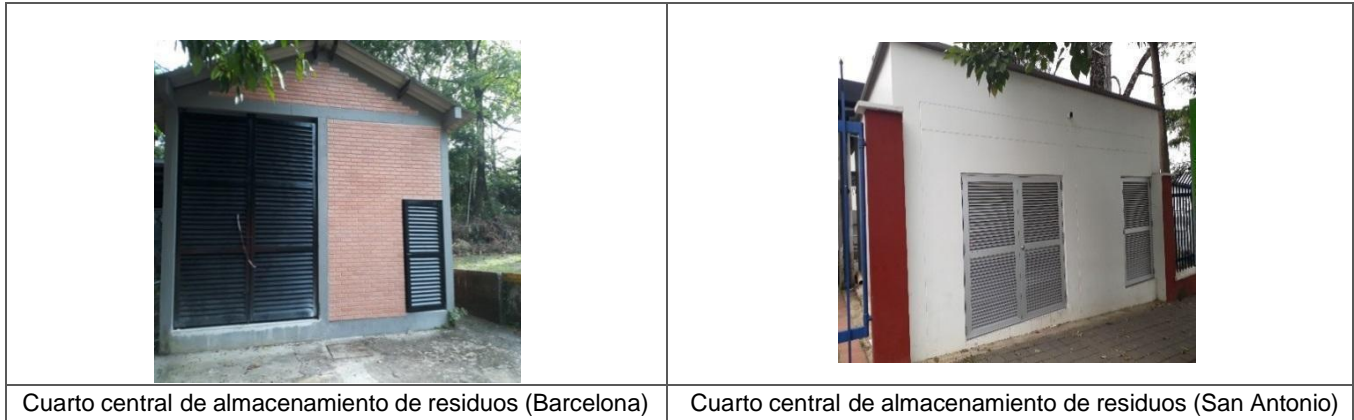 Cuarto central de almacenamiento de residuos (Barcelona)
Cuarto central de almacenamiento de residuos (San Antonio)